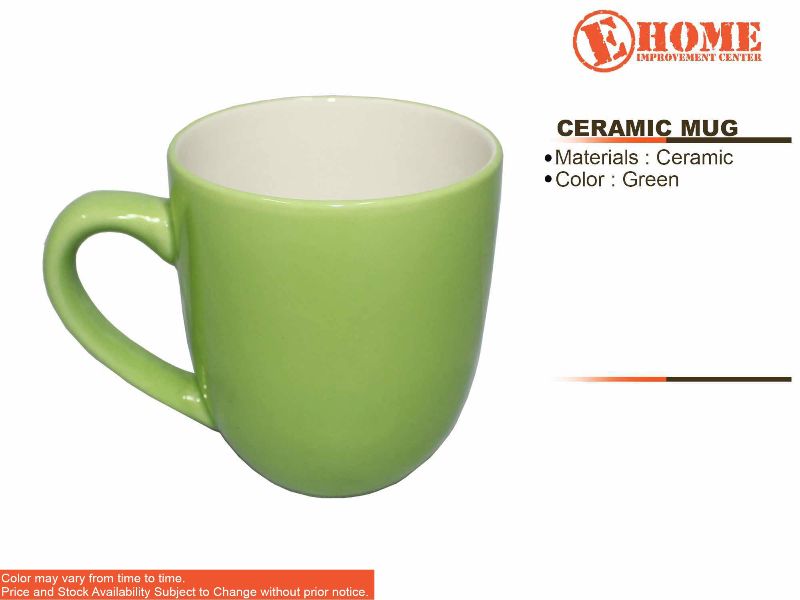 E HOME
IMPROVEMENT CENTER
CERAMIC MUG
•Materials : Ceramic
•Color : Green
Color may vary from time to time.
Price and Stock Availability Subject to Change without prior notice.